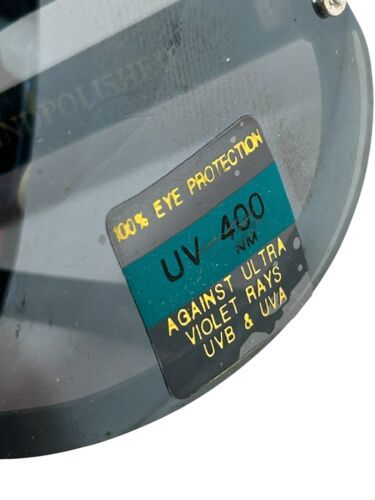 100% EYE PROTECTION
UV 400
NM
AGAINST ULTRA
VIOLET RAYS
UVB & UVA